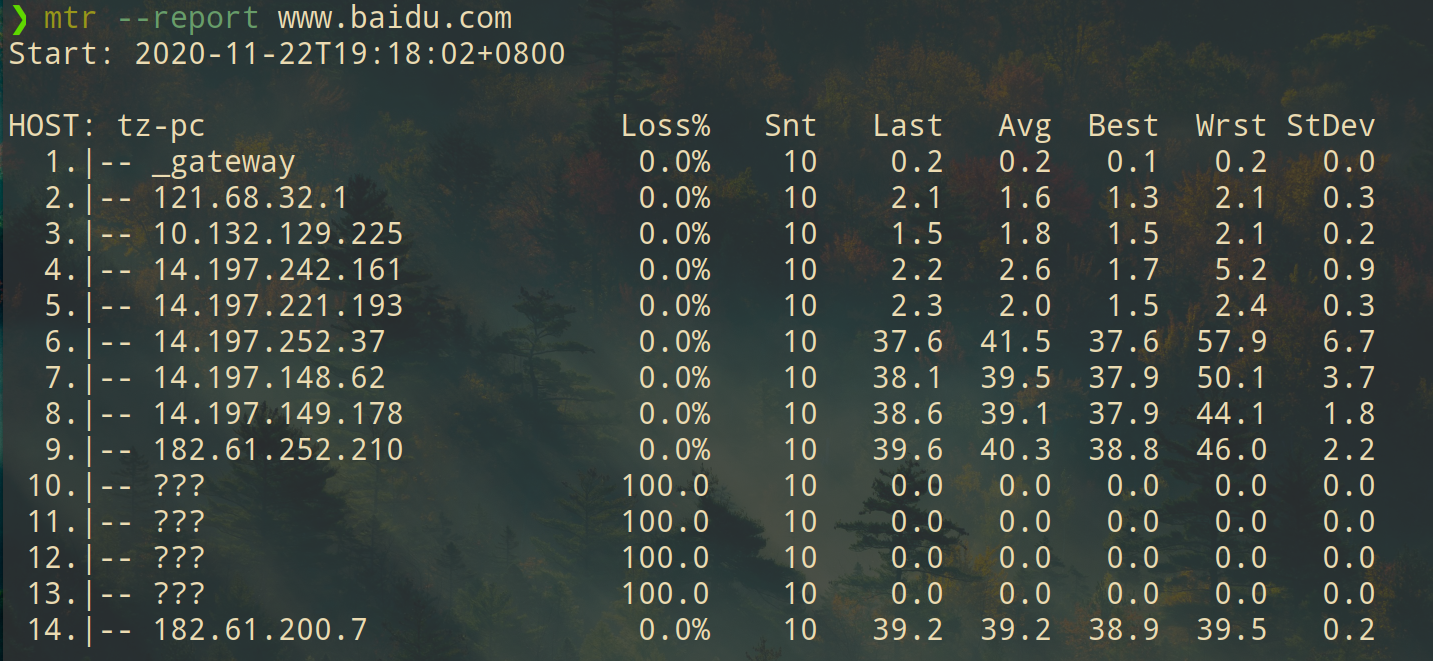 ❯ mtr --report www.baidu.com
Start: 2020-11-22T19:18:02+0800
HOST: tz-pc                       Loss%   Snt   Last   Avg  Best  Wrst StDev
  1.|-- _gateway                   0.0%    10    0.2   0.2   0.1   0.2   0.0
  2.|-- 121.68.32.1                0.0%    10    2.1   1.6   1.3   2.1   0.3
  3.|-- 10.132.129.225             0.0%    10    1.5   1.8   1.5   2.1   0.2
  4.|-- 14.197.242.161             0.0%    10    2.2   2.6   1.7   5.2   0.9
  5.|-- 14.197.221.193             0.0%    10    2.3   2.0   1.5   2.4   0.3
  6.|-- 14.197.252.37              0.0%    10   37.6  41.5  37.6  57.9   6.7
  7.|-- 14.197.148.62              0.0%    10   38.1  39.5  37.9  50.1   3.7
  8.|-- 14.197.149.178             0.0%    10   38.6  39.1  37.9  44.1   1.8
  9.|-- 182.61.252.210             0.0%    10   39.6  40.3  38.8  46.0   2.2
 10.|-- ???                       100.0    10    0.0   0.0   0.0   0.0   0.0
 11.|-- ???                       100.0    10    0.0   0.0   0.0   0.0   0.0
 12.|-- ???                       100.0    10    0.0   0.0   0.0   0.0   0.0
 13.|-- ???                       100.0    10    0.0   0.0   0.0   0.0   0.0
 14.|-- 182.61.200.7               0.0%    10   39.2  39.2  38.9  39.5   0.2